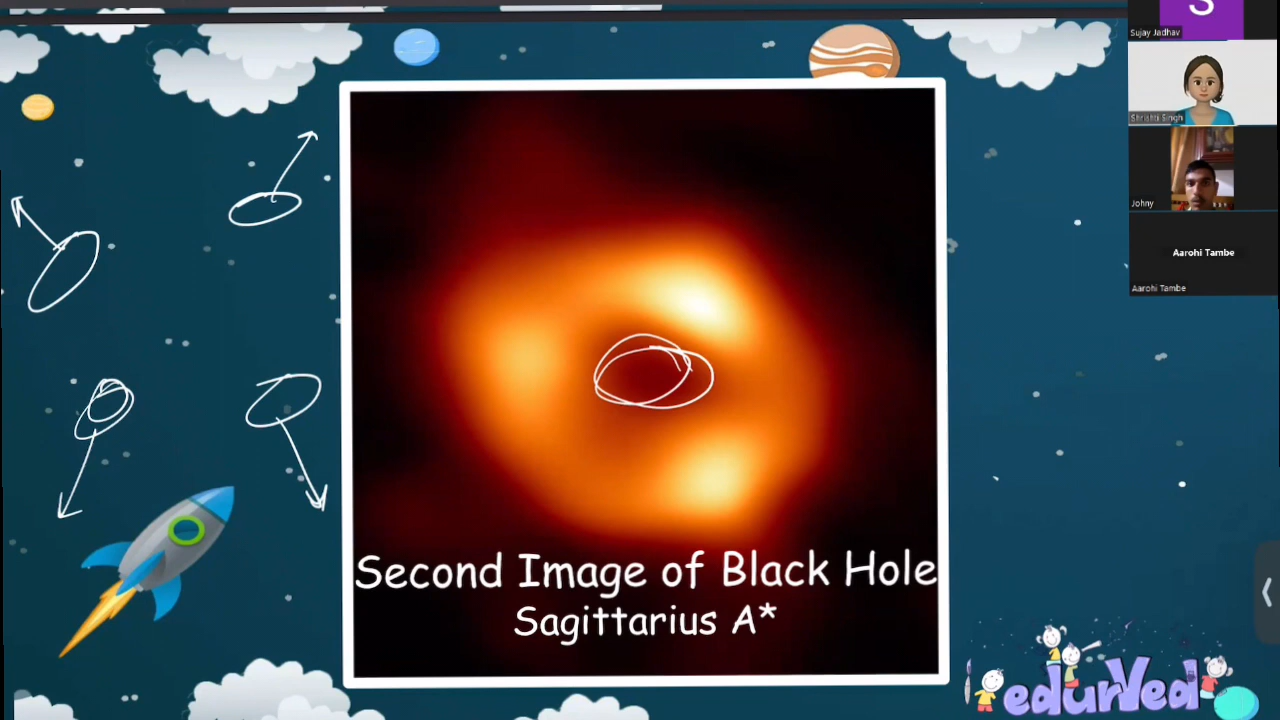 S
Sujay Jadhav
Shristi Singh
Johny
Aarohi Tambe
Aarohi Tambe
Second Image of Black Hole
Sagittarius A*
edurVed